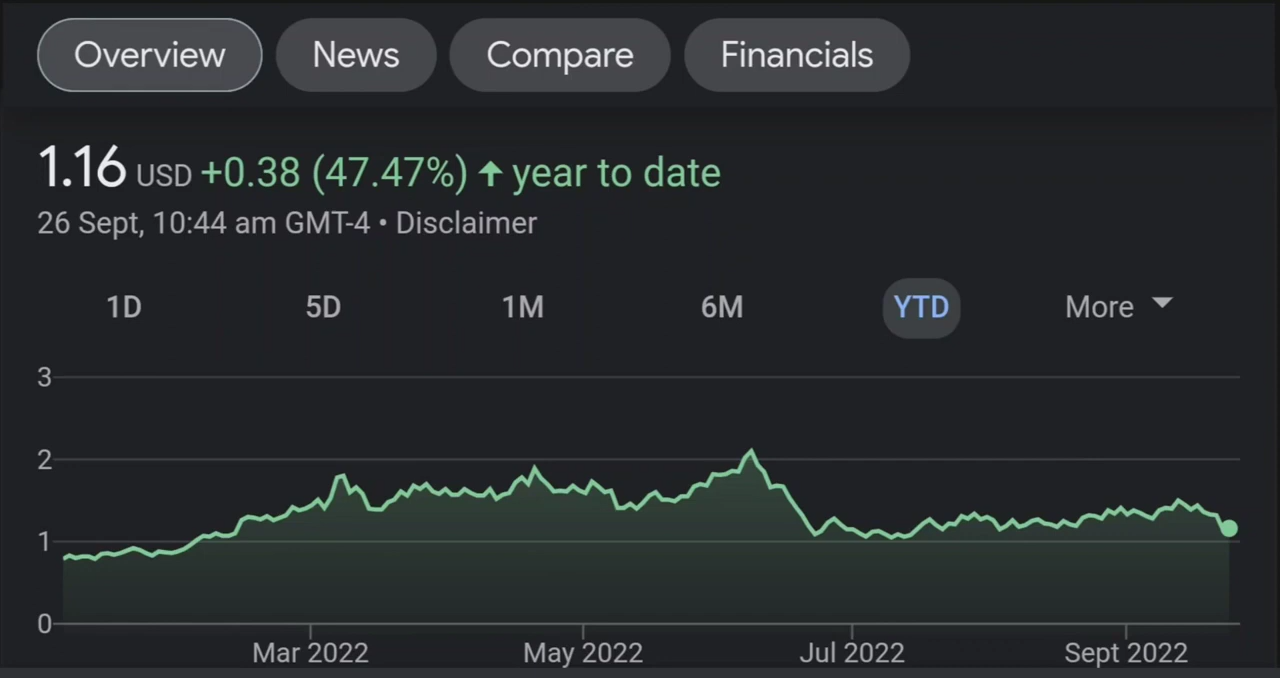 Overview News Compare Financials
1.16 USD +0.38 (47.47%) ↑ year to date
26 Sept, 10:44 am GMT-4 • Disclaimer
1D 5D 1M 6M YTD More
3
2
1
0
Mar 2022 May 2022 Jul 2022 Sept 2022